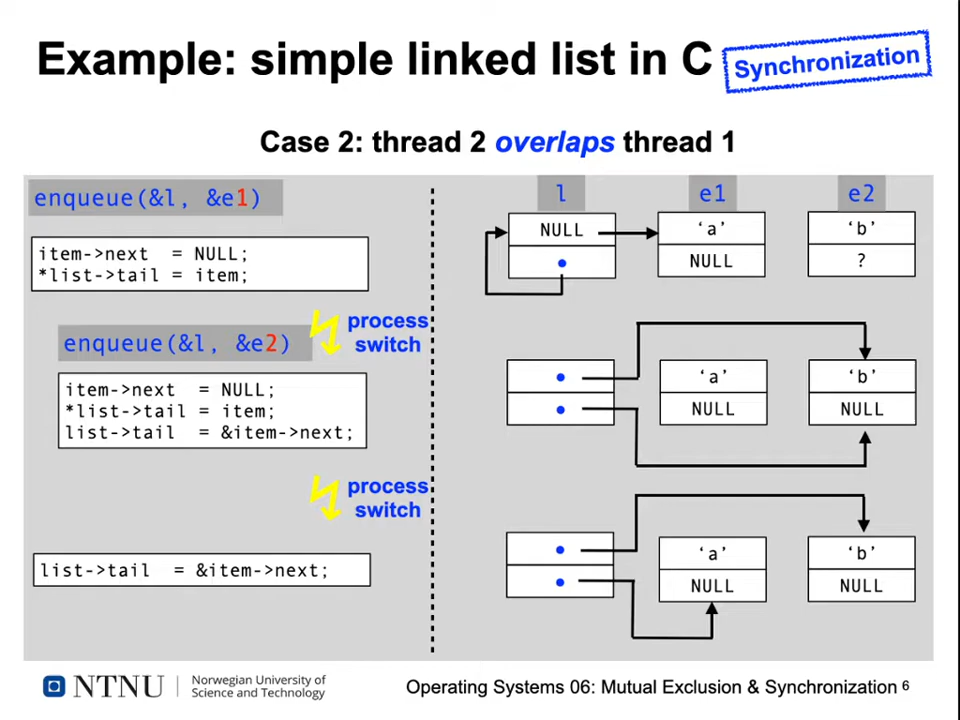 Example: simple linked list in C
Synchronization
Case 2: thread 2 overlaps thread 1
enqueue(&l, &e1)
item->next = NULL;
*list->tail = item;
process
switch
enqueue(&l, &e2)
item->next = NULL;
*list->tail = item;
list->tail = &item->next;
process
switch
list->tail = &item->next;
l
e1
e2
NULL
'a'
'b'
NULL
?
'a'
'b'
NULL
NULL
'a'
'b'
NULL
NULL
NTNU
Norwegian University of
Science and Technology
Operating Systems 06: Mutual Exclusion & Synchronization 6